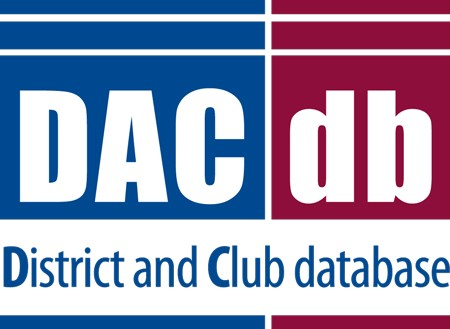 DAC db
District and Club database